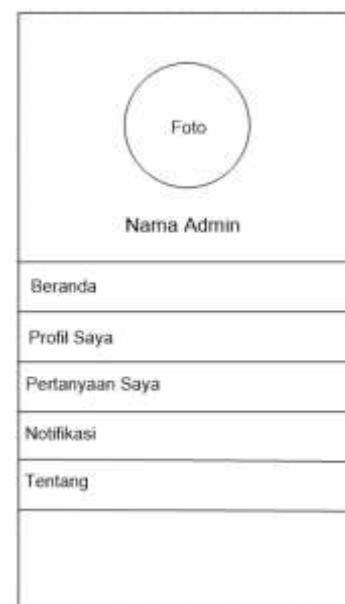 Foto
Nama Admin
Beranda
Profil Saya
Pertanyaan Saya
Notifikasi
Tentang